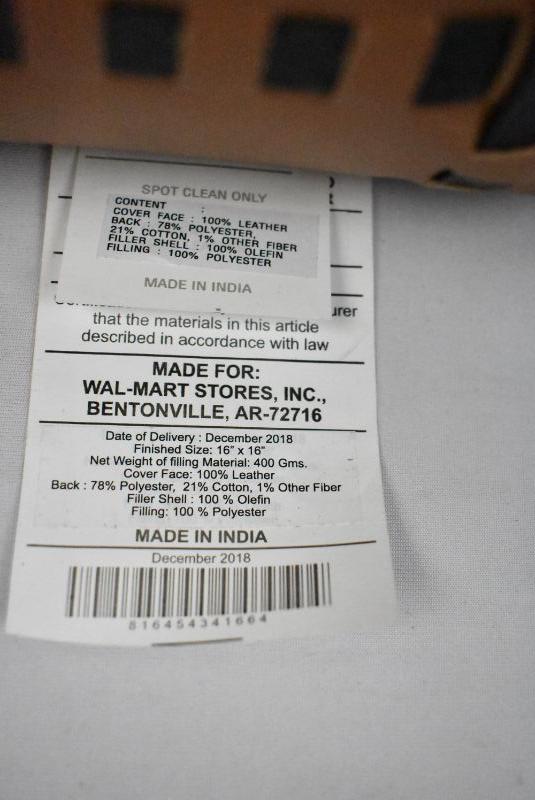 SPOT CLEAN ONLY
CONTENT :
COVER FACE : 100% LEATHER
BACK : 78% POLYESTER,
21% COTTON, 1% OTHER FIBER
FILLER SHELL : 100% OLEFIN
FILLING : 100% POLYESTER
MADE IN INDIA
that the materials in this article
described in accordance with law
MADE FOR:
WAL-MART STORES, INC.,
BENTONVILLE, AR-72716
Date of Delivery : December 2018
Finished Size: 16" x 16"
Net Weight of filling Material: 400 Gms.
Cover Face: 100% Leather
Back : 78% Polyester, 21% Cotton, 1% Other Fiber
Filler Shell : 100 % Olefin
Filling: 100 % Polyester
MADE IN INDIA
December 2018
816454341664